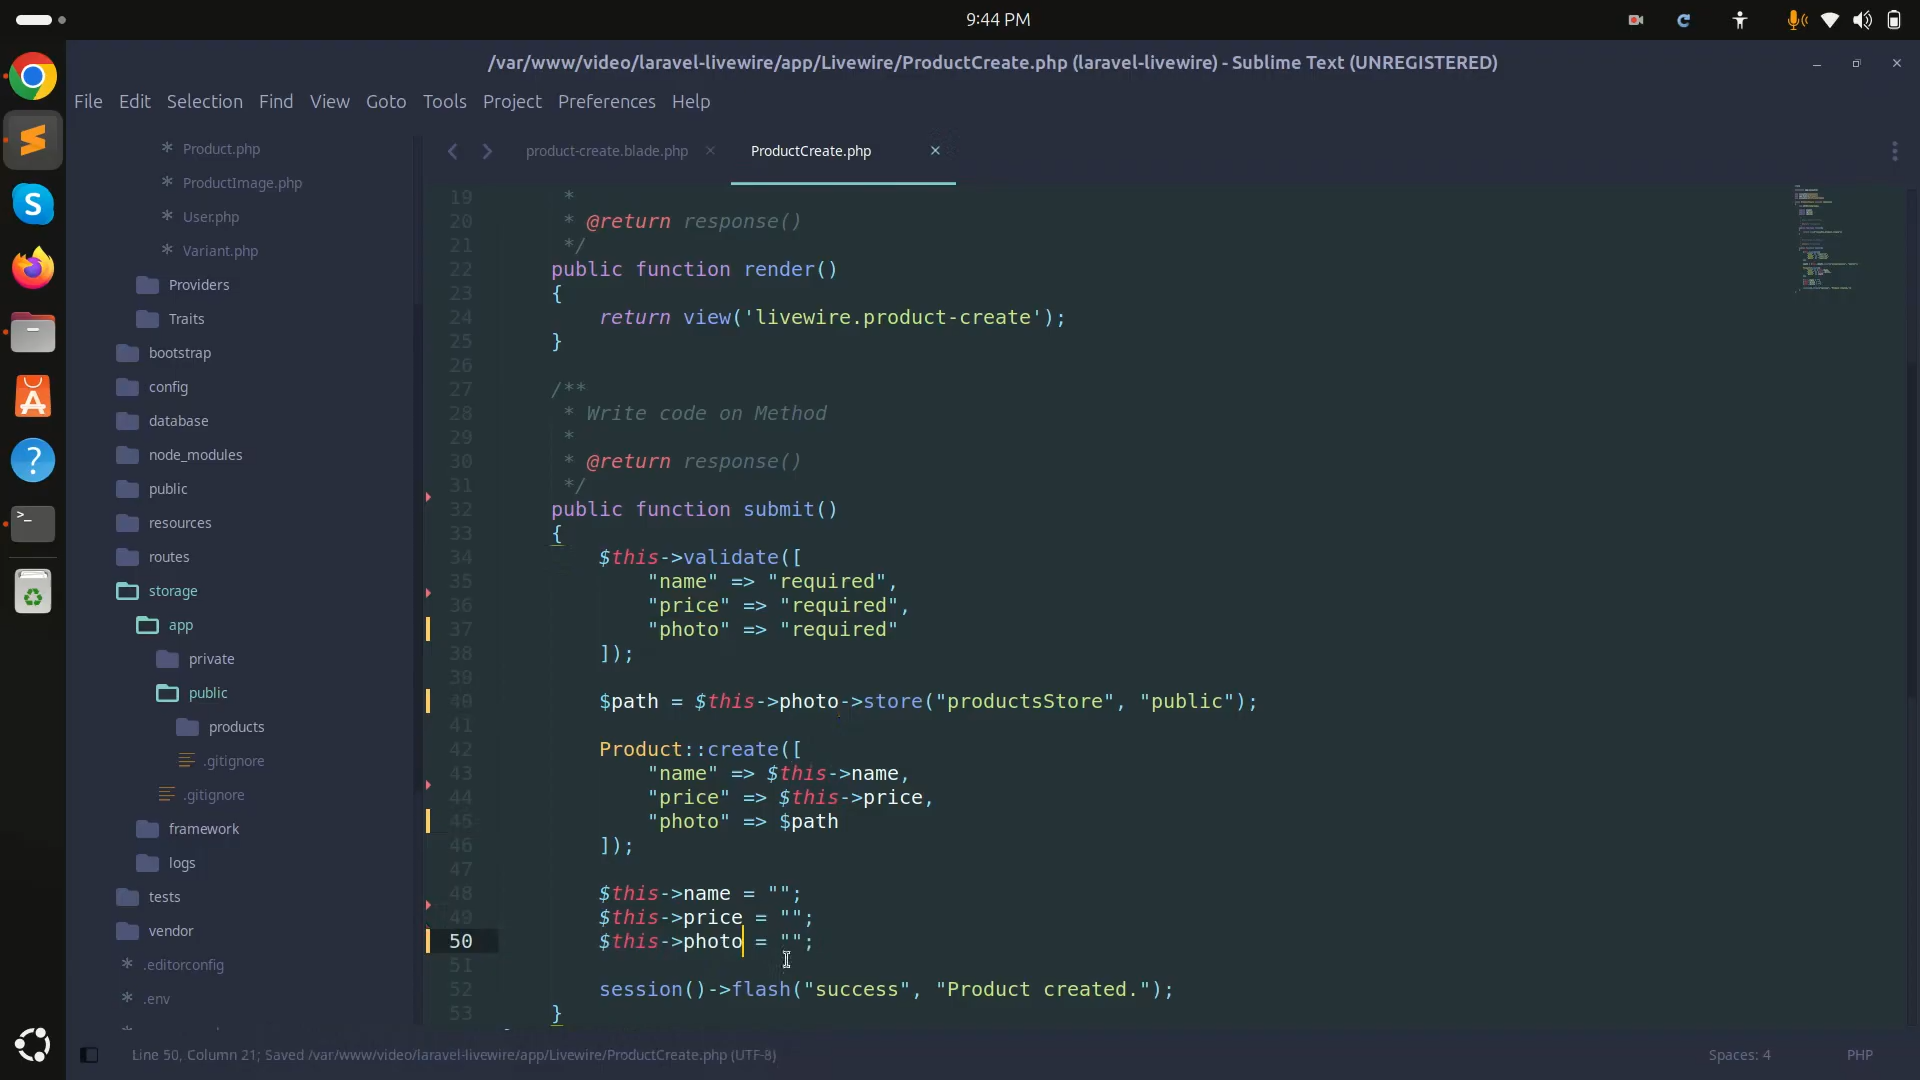 9:44 PM
/var/www/video/laravel-livewire/app/Livewire/ProductCreate.php (laravel-livewire) - Sublime Text (UNREGISTERED)
File Edit Selection Find View Goto Tools Project Preferences Help
* Product.php
* ProductImage.php
* User.php
* Variant.php
Providers
Traits
bootstrap
config
database
node_modules
public
resources
routes
storage
app
private
public
products
.gitignore
.gitignore
framework
logs
tests
vendor
* .editorconfig
* .env
product-create.blade.php ×
ProductCreate.php ×
19 *
20 * @return response()
21 */
22 public function render()
23 {
24 return view('livewire.product-create');
25 }
26
27 /**
28 * Write code on Method
29 *
30 * @return response()
31 */
32 public function submit()
33 {
34 $this->validate([
35 "name" => "required",
36 "price" => "required",
37 "photo" => "required"
38 ]);
39
40 $path = $this->photo->store("productsStore", "public");
41
42 Product::create([
43 "name" => $this->name,
44 "price" => $this->price,
45 "photo" => $path
46 ]);
47
48 $this->name = "";
49 $this->price = "";
50 $this->photo = "";
51
52 session()->flash("success", "Product created.");
53 }
Line 50, Column 21; Saved /var/www/video/laravel-livewire/app/Livewire/ProductCreate.php (UTF-8)
Spaces: 4
PHP